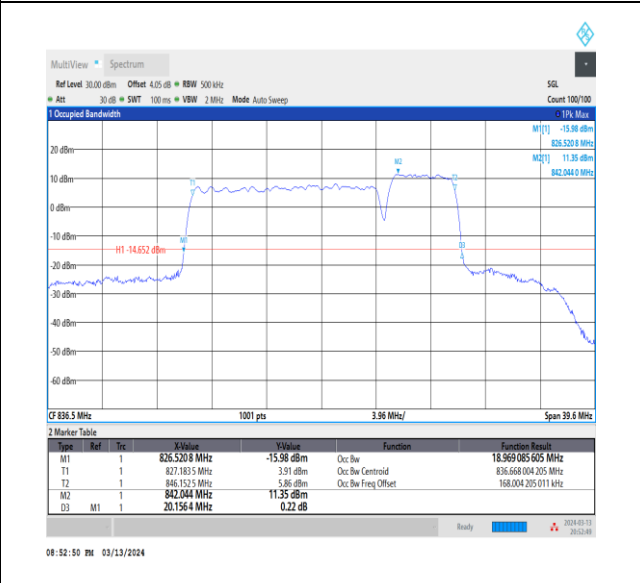 MultiView Spectrum
Ref Level 30.00 dBm Offset 4.05 dB RBW 500 kHz SGL
Att 30 dB SWT 100 ms VBW 2 MHz Mode Auto Sweep Count 100/100
1 Occupied Bandwidth 1Pk Max
M1[1] -15.98 dBm
826.520 8 MHz
M2[1] 11.35 dBm
842.044 0 MHz
20 dBm
M2
10 dBm
T1
T2
0 dBm
-10 dBm
M1
D3
H1 -14.652 dBm
-20 dBm
-30 dBm
-40 dBm
-50 dBm
-60 dBm
CF 836.5 MHz 1001 pts 3.96 MHz/ Span 39.6 MHz
2 Marker Table
Type Ref Trc X-Value Y-Value Function Function Result
M1 1 826.520 8 MHz -15.98 dBm Occ Bw 18.969 085 605 MHz
T1 1 827.183 5 MHz 3.91 dBm Occ Bw Centroid 836.668 004 205 MHz
T2 1 846.152 5 MHz 5.86 dBm Occ Bw Freq Offset 168.004 205 011 kHz
M2 1 842.044 MHz 11.35 dBm
D3 M1 1 20.156 4 MHz 0.22 dB
Ready 2024-03-13
20:52:49
08:52:50 PM 03/13/2024